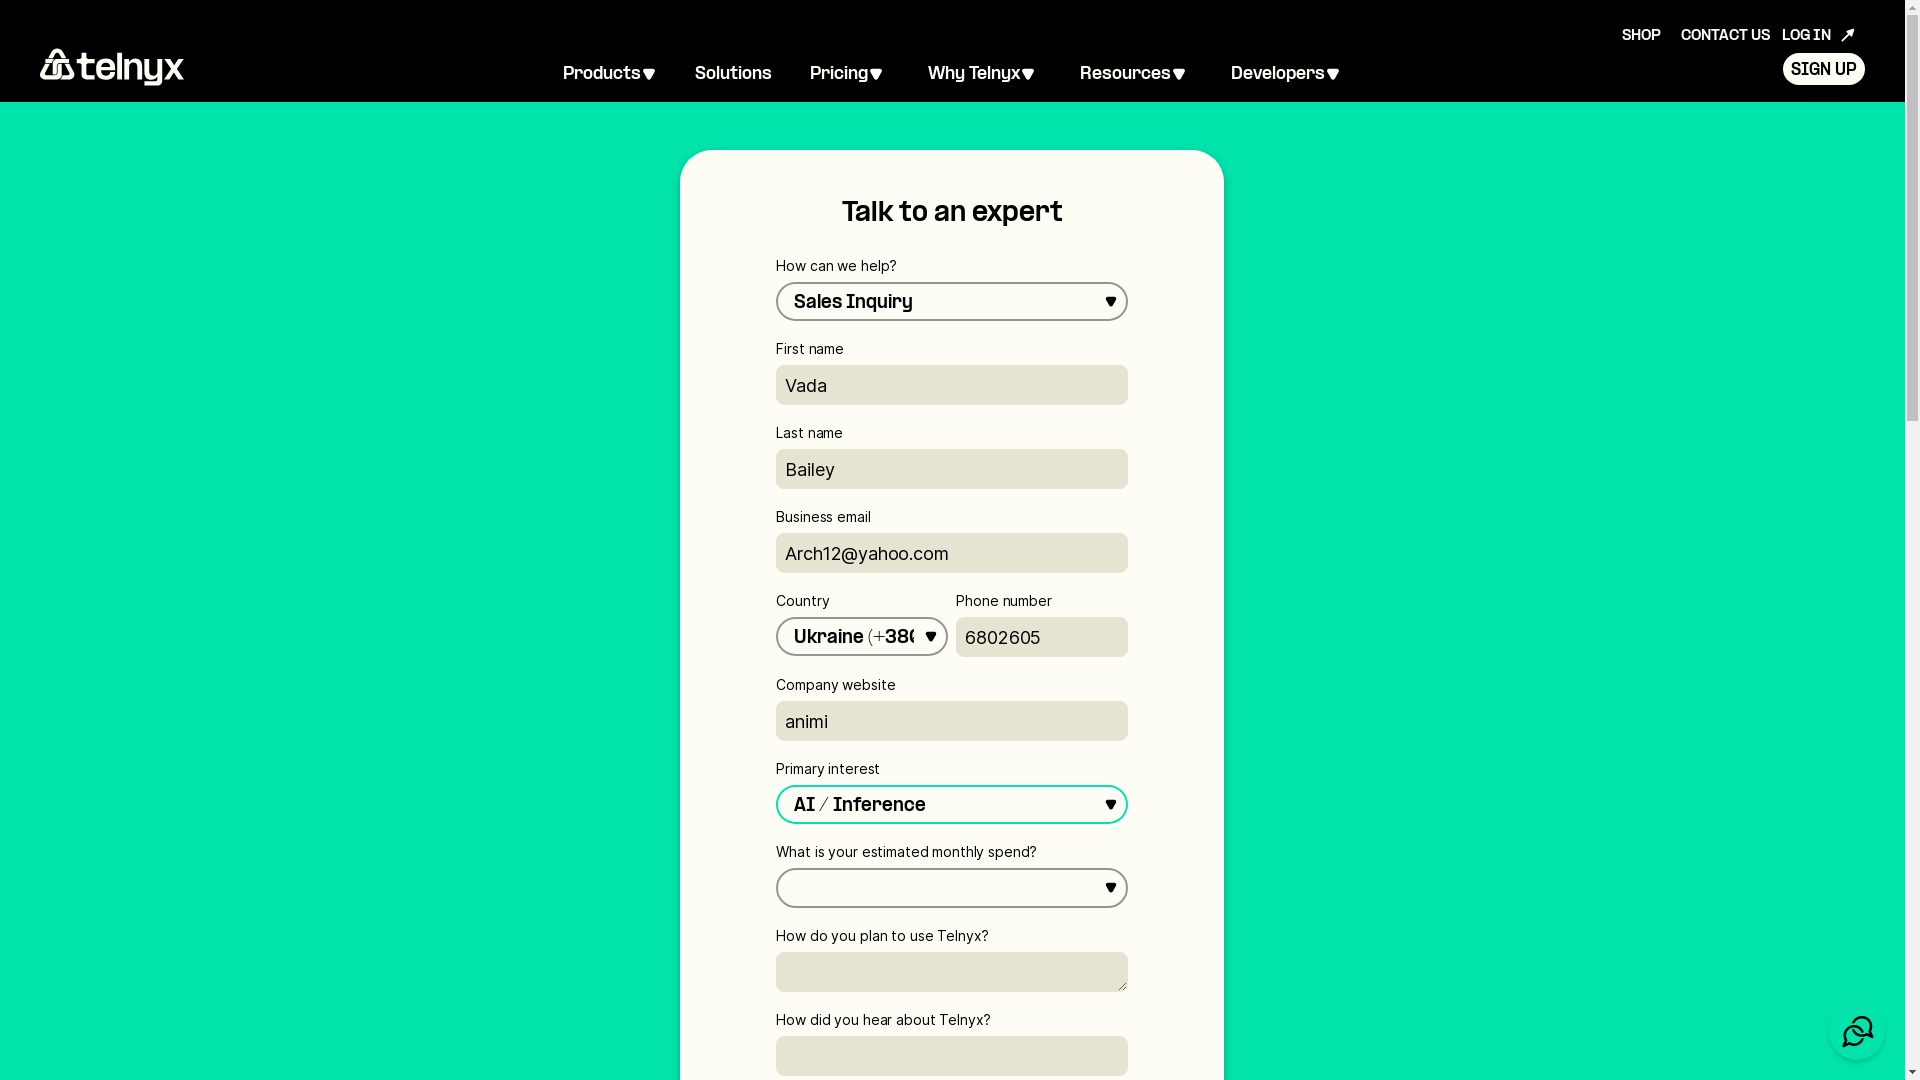 SHOP
CONTACT US
LOG IN
telnyx
Products
Solutions
Pricing
Why Telnyx
Resources
Developers
SIGN UP
Talk to an expert
How can we help?
Sales Inquiry
First name
Vada
Last name
Bailey
Business email
Arch12@yahoo.com
Country
Phone number
Ukraine (+380
6802605
Company website
animi
Primary interest
AI / Inference
What is your estimated monthly spend?
How do you plan to use Telnyx?
How did you hear about Telnyx?